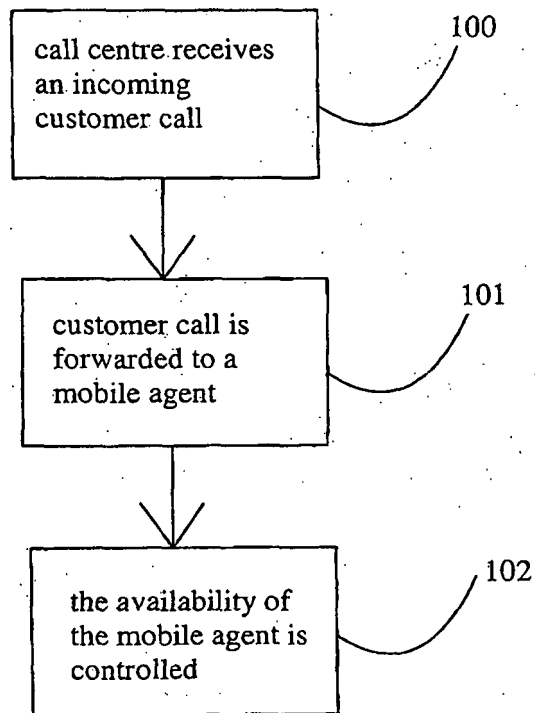 call centre receives
an incoming
customer call
100
customer call is
forwarded to a
mobile agent
101
the availability of
the mobile agent is
controlled
102